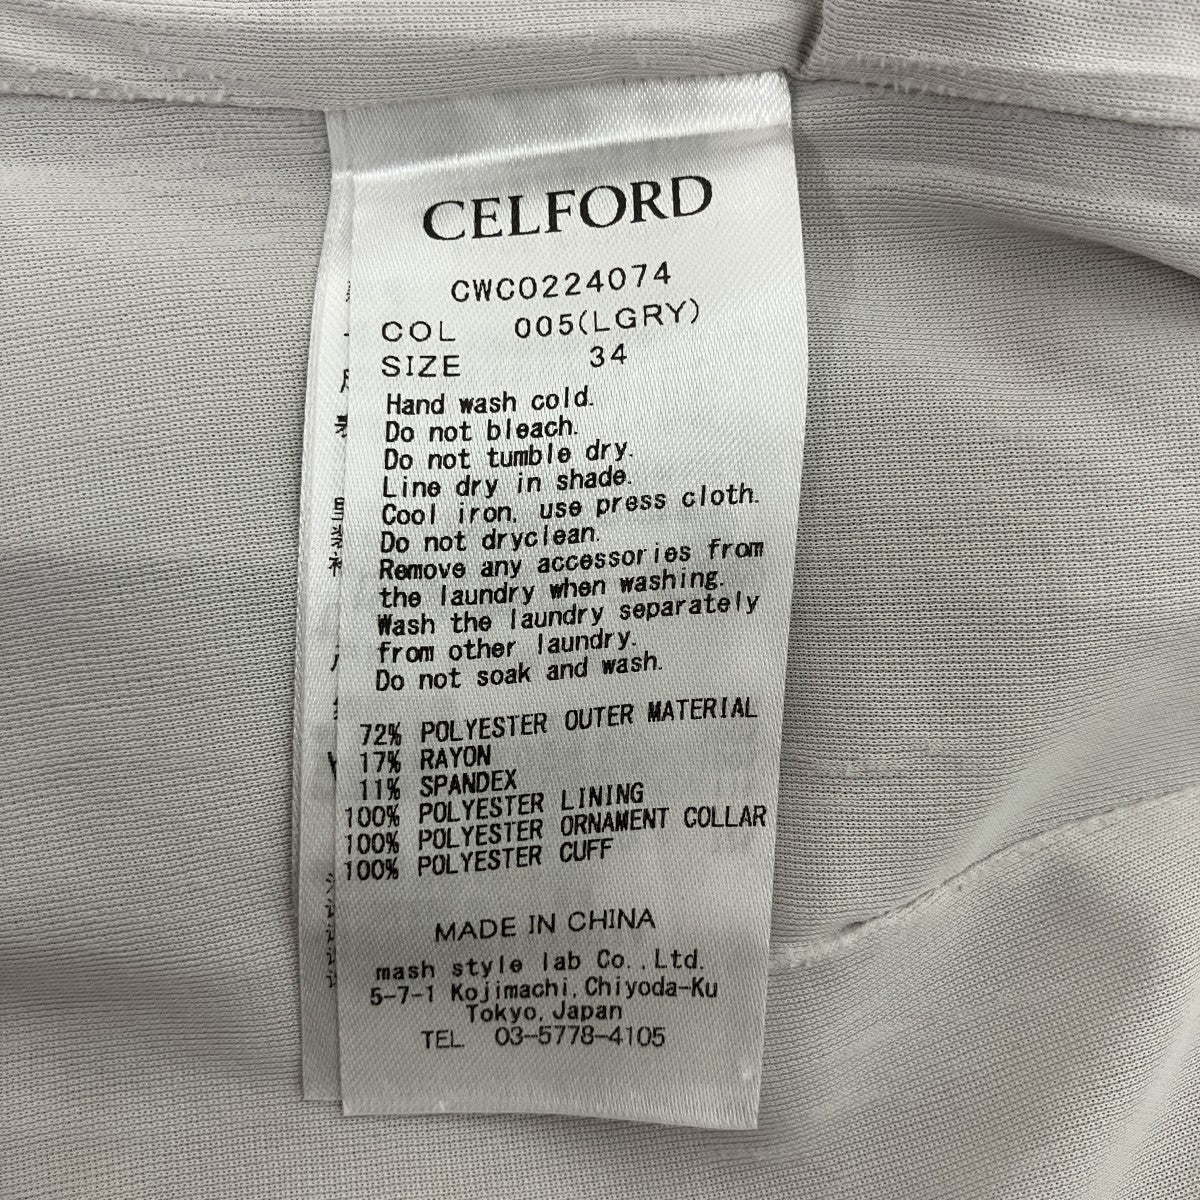 CELFORD
CWCO224074
COL 005(LGRY)
SIZE 34
Hand wash cold.
Do not bleach.
Do not tumble dry.
Line dry in shade.
Cool iron, use press cloth.
Do not dryclean.
Remove any accessories from
the laundry when washing.
Wash the laundry separately
from other laundry.
Do not soak and wash.
72% POLYESTER OUTER MATERIAL
17% RAYON
11% SPANDEX
100% POLYESTER LINING
100% POLYESTER ORNAMENT COLLAR
100% POLYESTER CUFF
MADE IN CHINA
mash style lab Co.,Ltd.
5-7-1 Kojimachi,Chiyoda-Ku
Tokyo,Japan
TEL 03-5778-4105